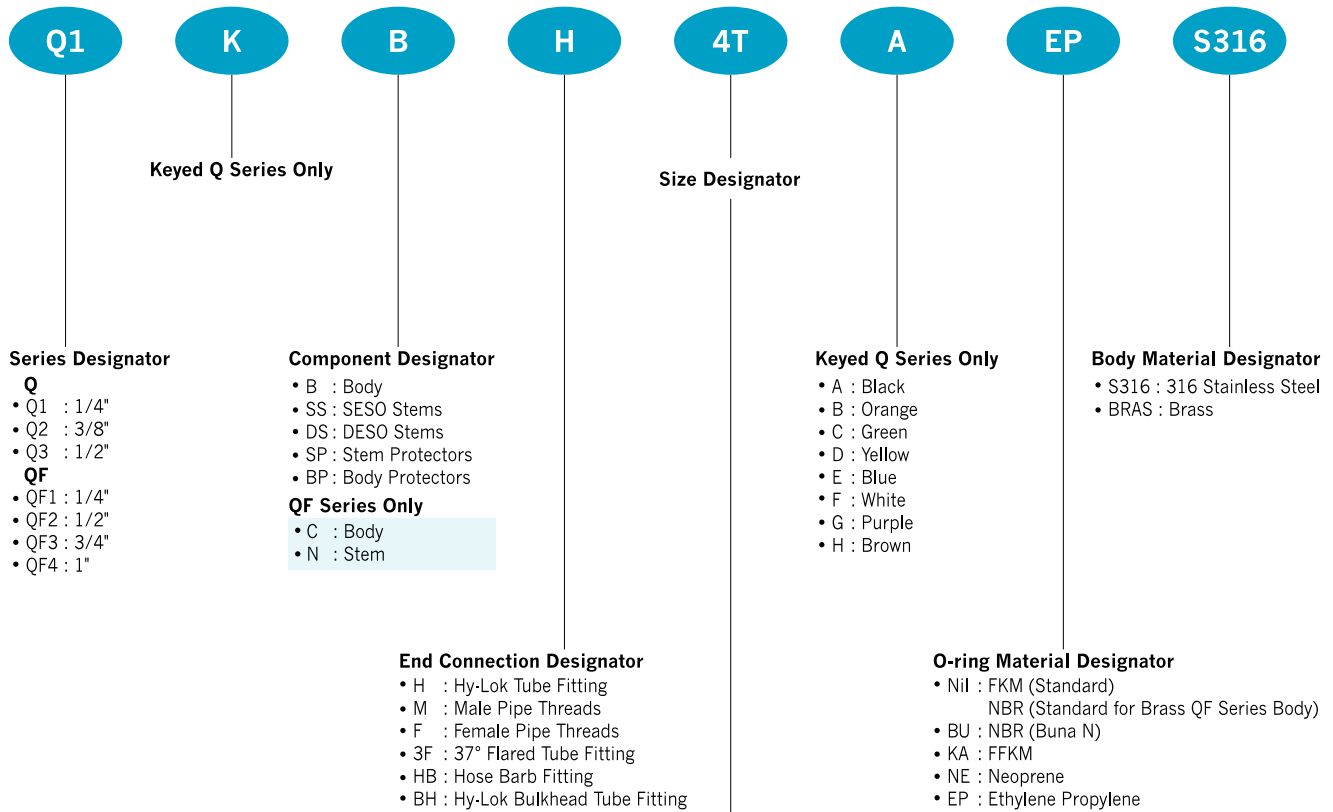 Q1 K B H 4T A EP S316
Keyed Q Series Only
Size Designator
Series Designator
Q
• Q1 : 1/4"
• Q2 : 3/8"
• Q3 : 1/2"
QF
• QF1 : 1/4"
• QF2 : 1/2"
• QF3 : 3/4"
• QF4 : 1"
Component Designator
• B : Body
• SS : SESO Stems
• DS : DESO Stems
• SP : Stem Protectors
• BP : Body Protectors
QF Series Only
• C : Body
• N : Stem
Keyed Q Series Only
• A : Black
• B : Orange
• C : Green
• D : Yellow
• E : Blue
• F : White
• G : Purple
• H : Brown
Body Material Designator
• S316 : 316 Stainless Steel
• BRAS : Brass
End Connection Designator
• H : Hy-Lok Tube Fitting
• M : Male Pipe Threads
• F : Female Pipe Threads
• 3F : 37° Flared Tube Fitting
• HB : Hose Barb Fitting
• BH : Hy-Lok Bulkhead Tube Fitting
O-ring Material Designator
• Nil : FKM (Standard)
NBR (Standard for Brass QF Series Body)
• BU : NBR (Buna N)
• KA : FFKM
• NE : Neoprene
• EP : Ethylene Propylene